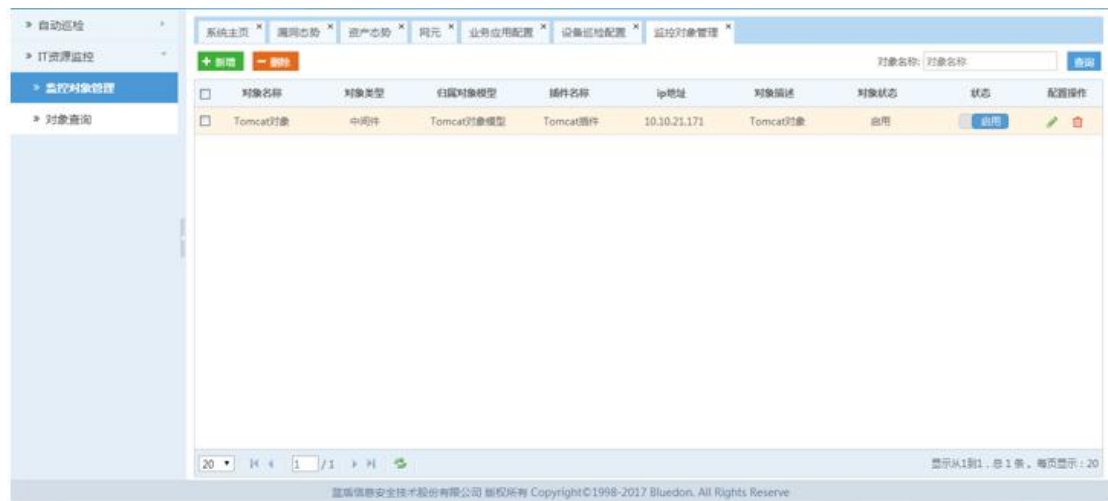 » 自动巡检
» IT资源监控
» 监控对象管理
» 对象查询
系统主页 × 漏洞态势 × 资产态势 × 网元 × 业务应用配置 × 设备巡检配置 × 监控对象管理 ×
+ 新增 − 删除 对象名称: 对象名称 查询
对象名称 对象类型 归属对象模型 插件名称 ip地址 对象描述 对象状态 状态 配置操作
Tomcat对象 中间件 Tomcat对象模型 Tomcat插件 10.10.21.171 Tomcat对象 启用 启用
20 1 /1 显示从1到1，总 1 条。每页显示：20
蓝盾信息安全技术股份有限公司 版权所有 Copyright©1998-2017 Bluedon. All Rights Reserve